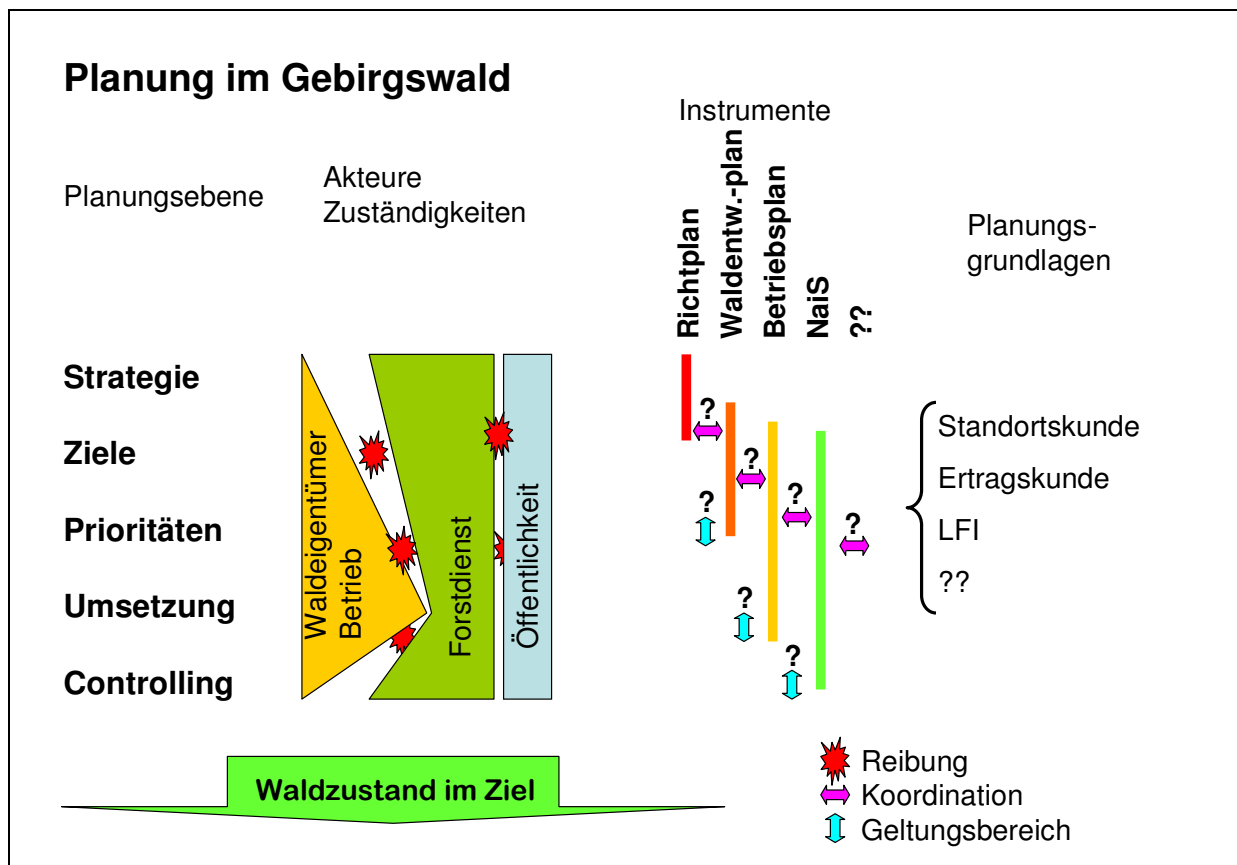 Planung im Gebirgswald
Instrumente
Planungsebene
Akteure
Zuständigkeiten
Richtplan
Waldentw.-plan
Betriebsplan
NaiS
??
Planungs-
grundlagen
Strategie
Ziele
Prioritäten
Umsetzung
Controlling
Waldeigentümer
Betrieb
Forstdienst
Öffentlichkeit
?
?
?
?
?
?
?
Standortskunde
Ertragskunde
LFI
??
Waldzustand im Ziel
Reibung
Koordination
Geltungsbereich